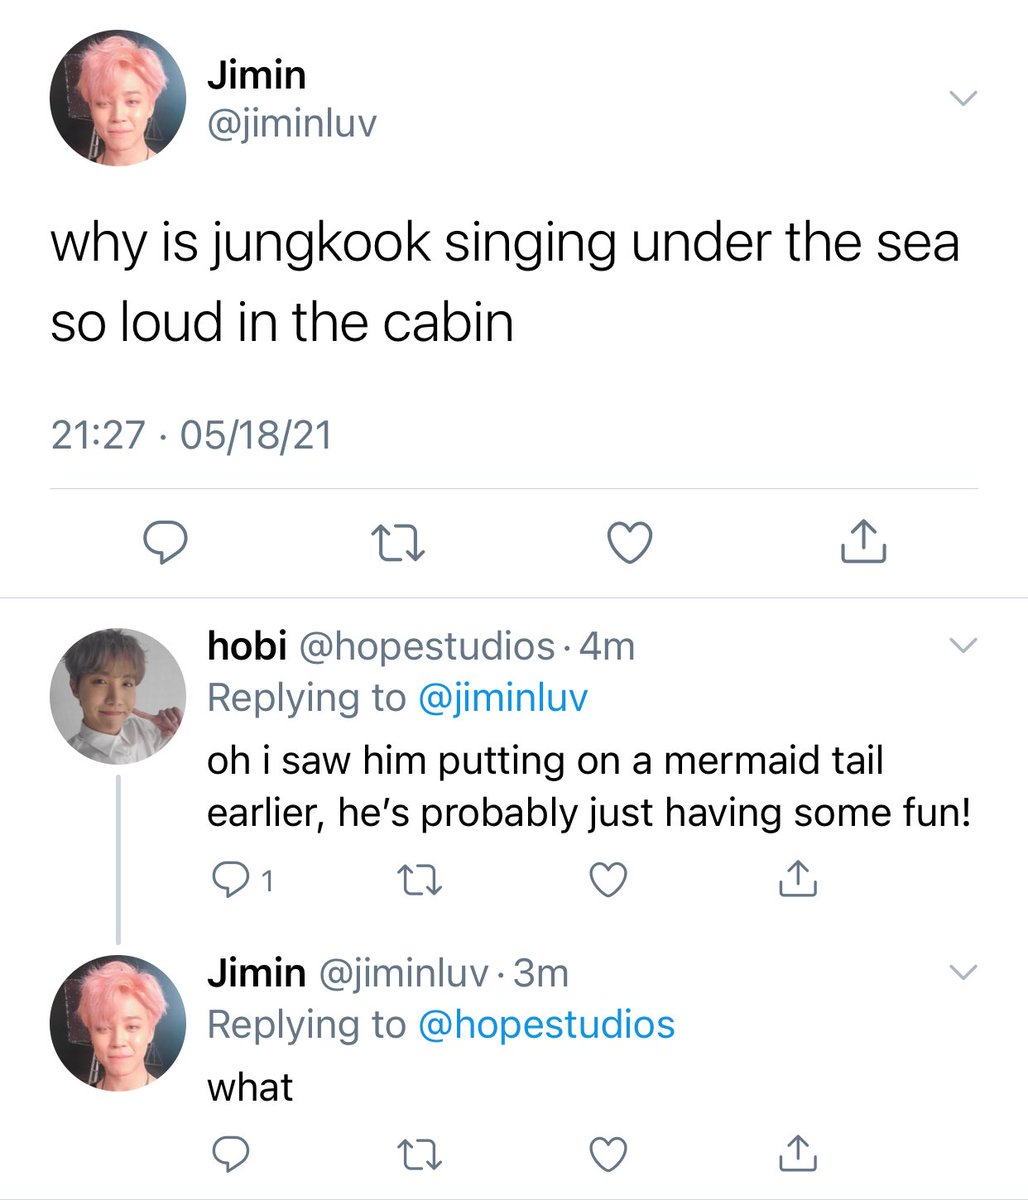 Jimin
@jiminluv
why is jungkook singing under the sea
so loud in the cabin
21:27 · 05/18/21
hobi @hopestudios · 4m
Replying to @jiminluv
oh i saw him putting on a mermaid tail
earlier, he’s probably just having some fun!
1
Jimin @jiminluv · 3m
Replying to @hopestudios
what